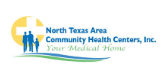 North Texas Area
Community Health Centers, Inc.
Your Medical Home